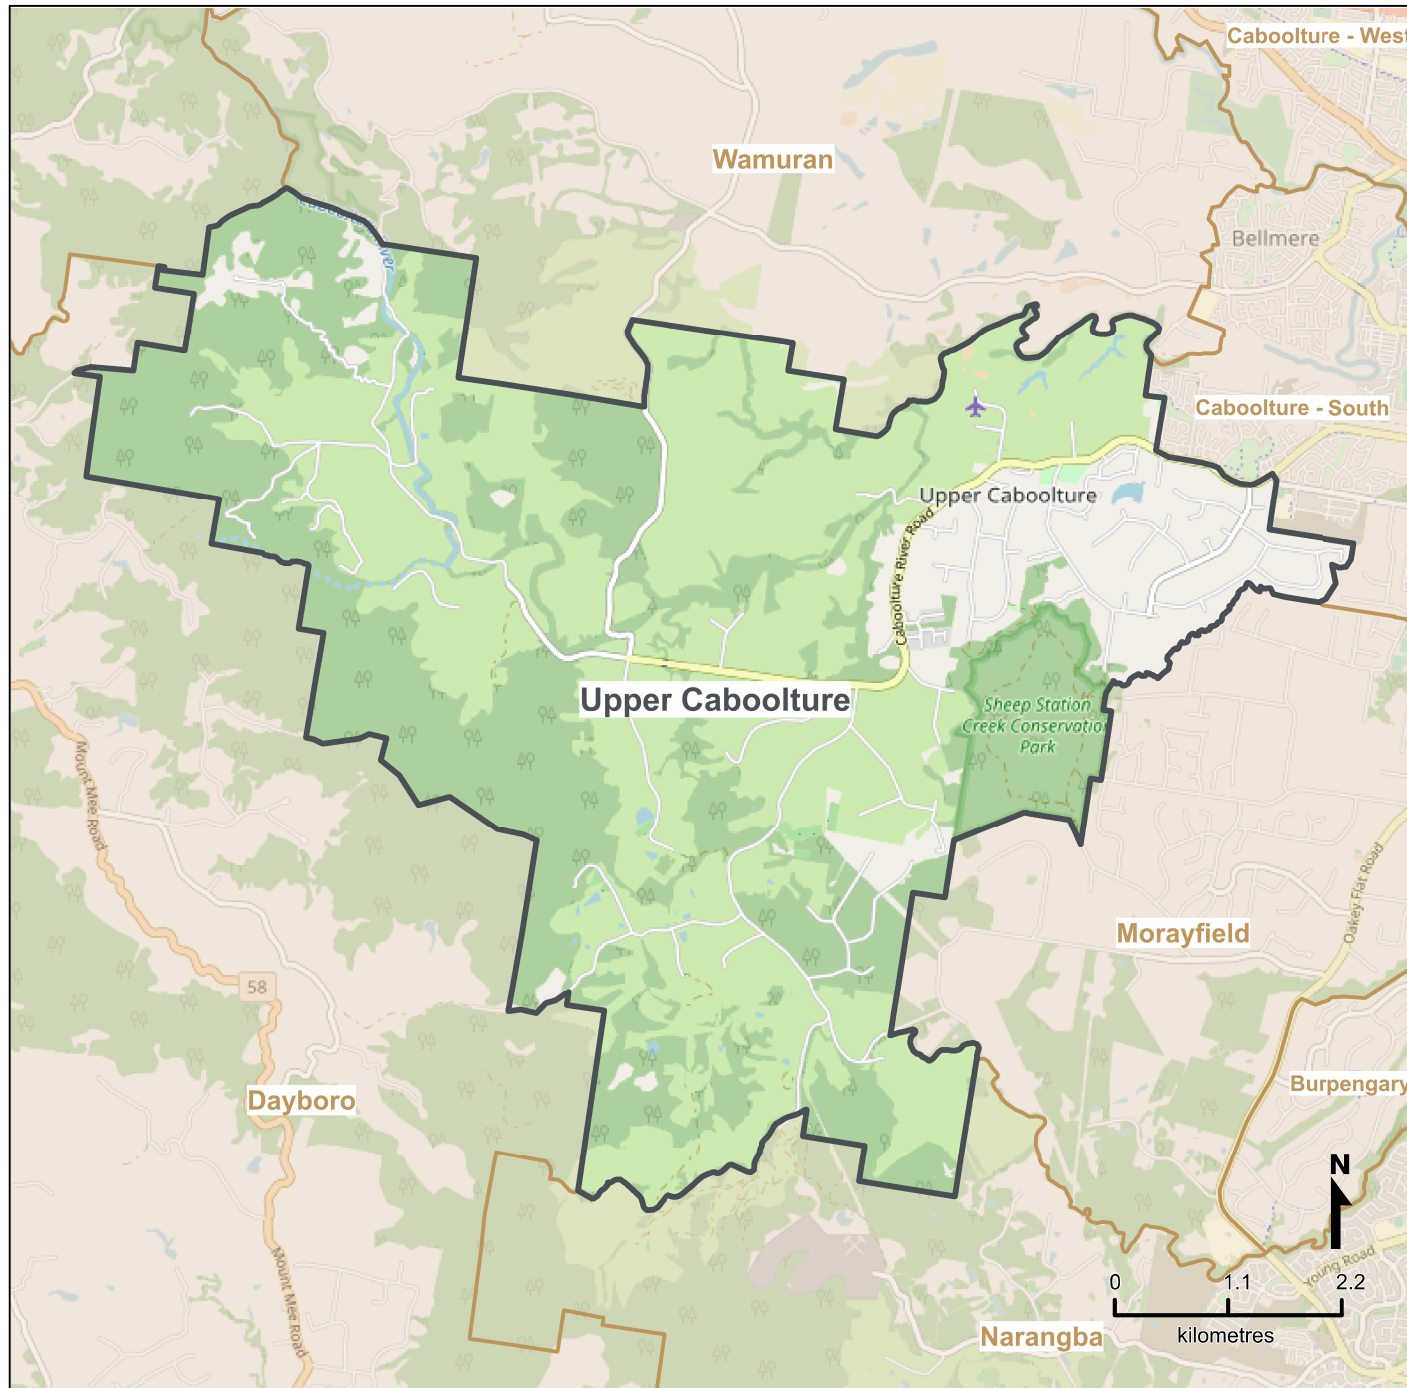 Caboolture - West
Wamuran
Bellmere
Caboolture - South
Upper Caboolture
Caboolture River Road
Upper Caboolture
Sheep Station
Creek Conservatio
Park
Mount Mee Road
Oakey Flat Road
Morayfield
58
Dayboro
Burpengary
N
Young Road
Mount Mee Road
0 1.1 2.2
kilometres
Narangba